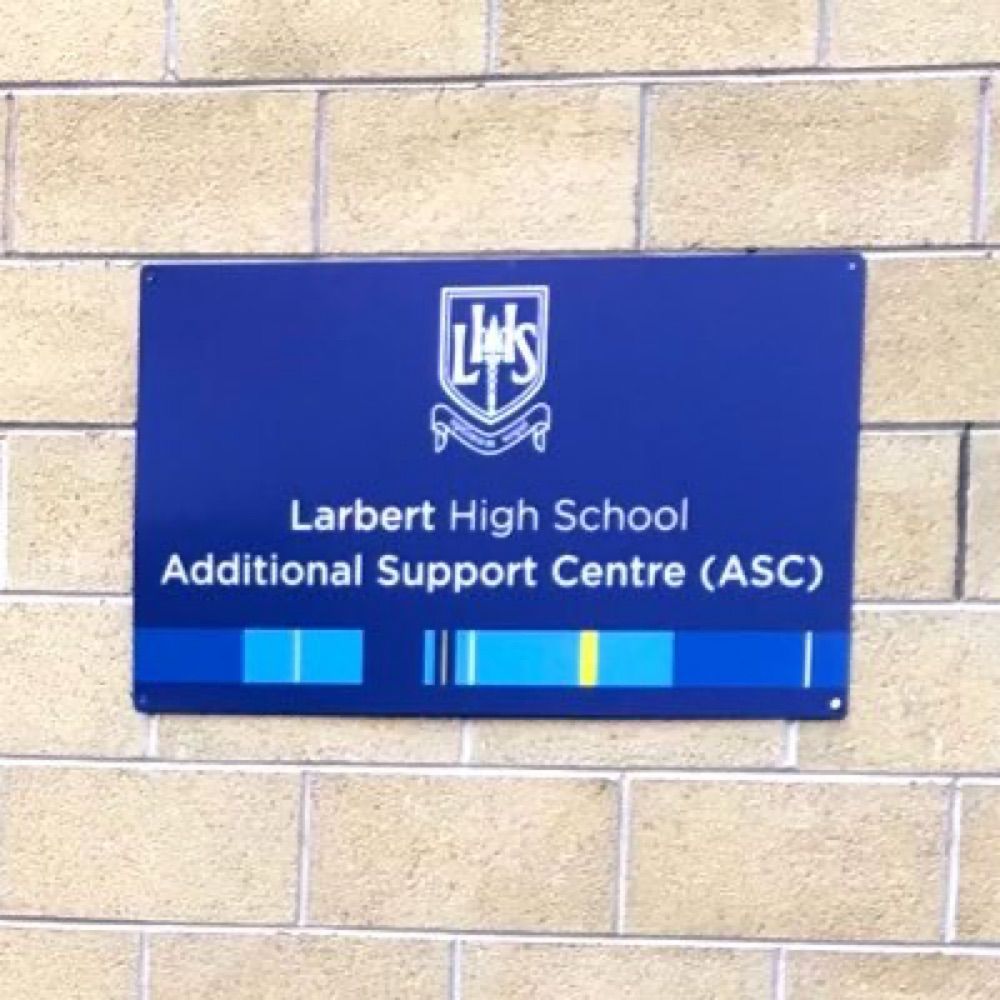 LHS
Larbert High School
Additional Support Centre (ASC)